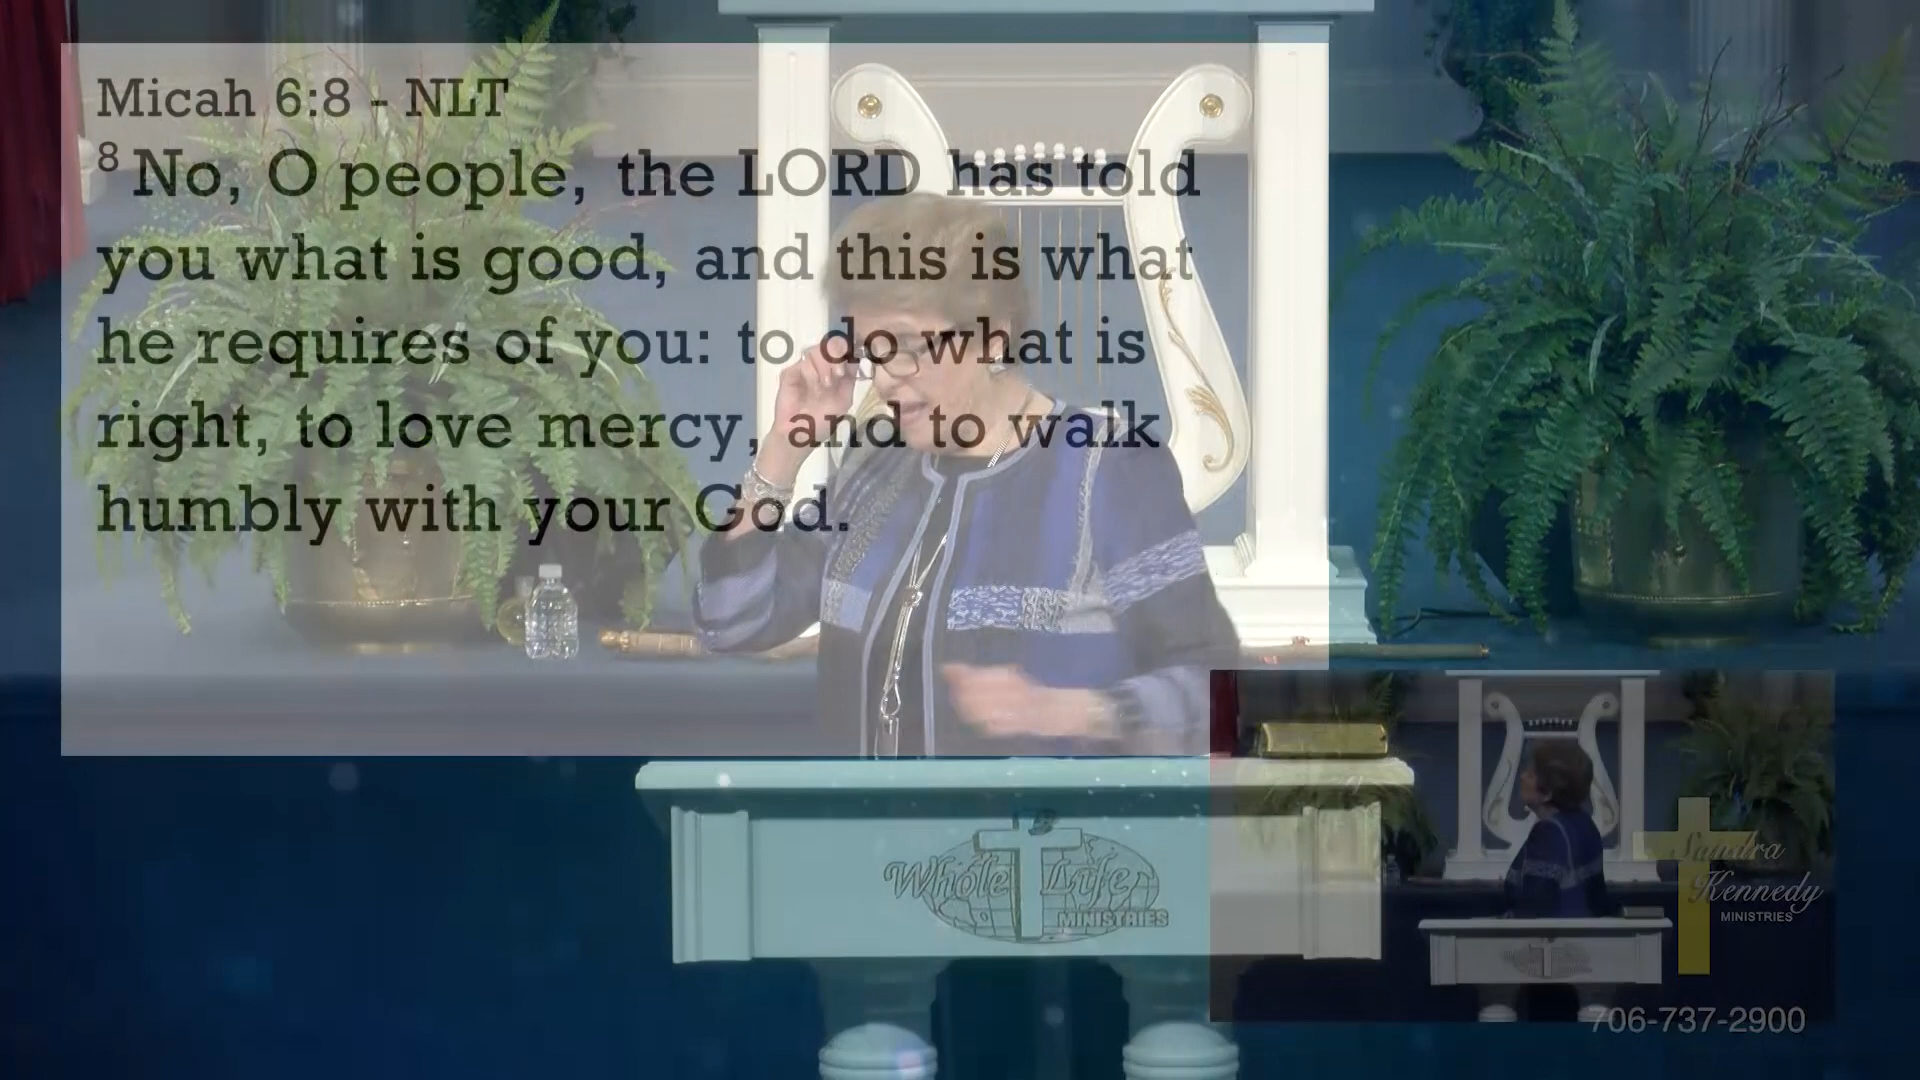 Micah 6:8 - NLT
8 No, O people, the LORD has told
you what is good, and this is what
he requires of you: to do what is
right, to love mercy, and to walk
humbly with your God.
Whole Life
MINISTRIES
Sandra
Kennedy
MINISTRIES
706-737-2900